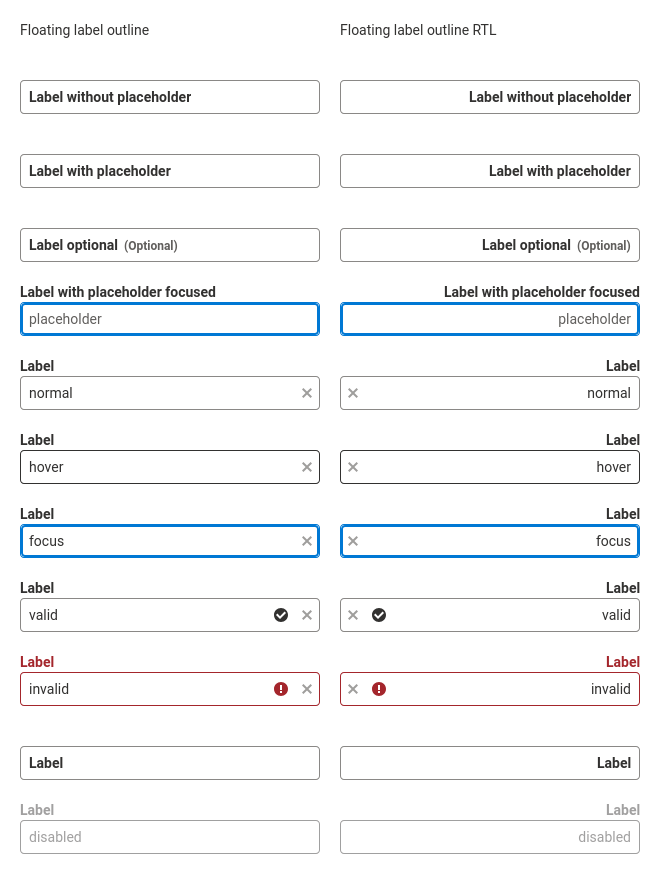 Floating label outline
Floating label outline RTL
Label without placeholder
Label without placeholder
Label with placeholder
Label with placeholder
Label optional (Optional)
Label optional (Optional)
Label with placeholder focused
Label with placeholder focused
placeholder
placeholder
Label
Label
normal
normal
Label
Label
hover
hover
Label
Label
focus
focus
Label
Label
valid
valid
Label
Label
invalid
invalid
Label
Label
Label
Label
disabled
disabled